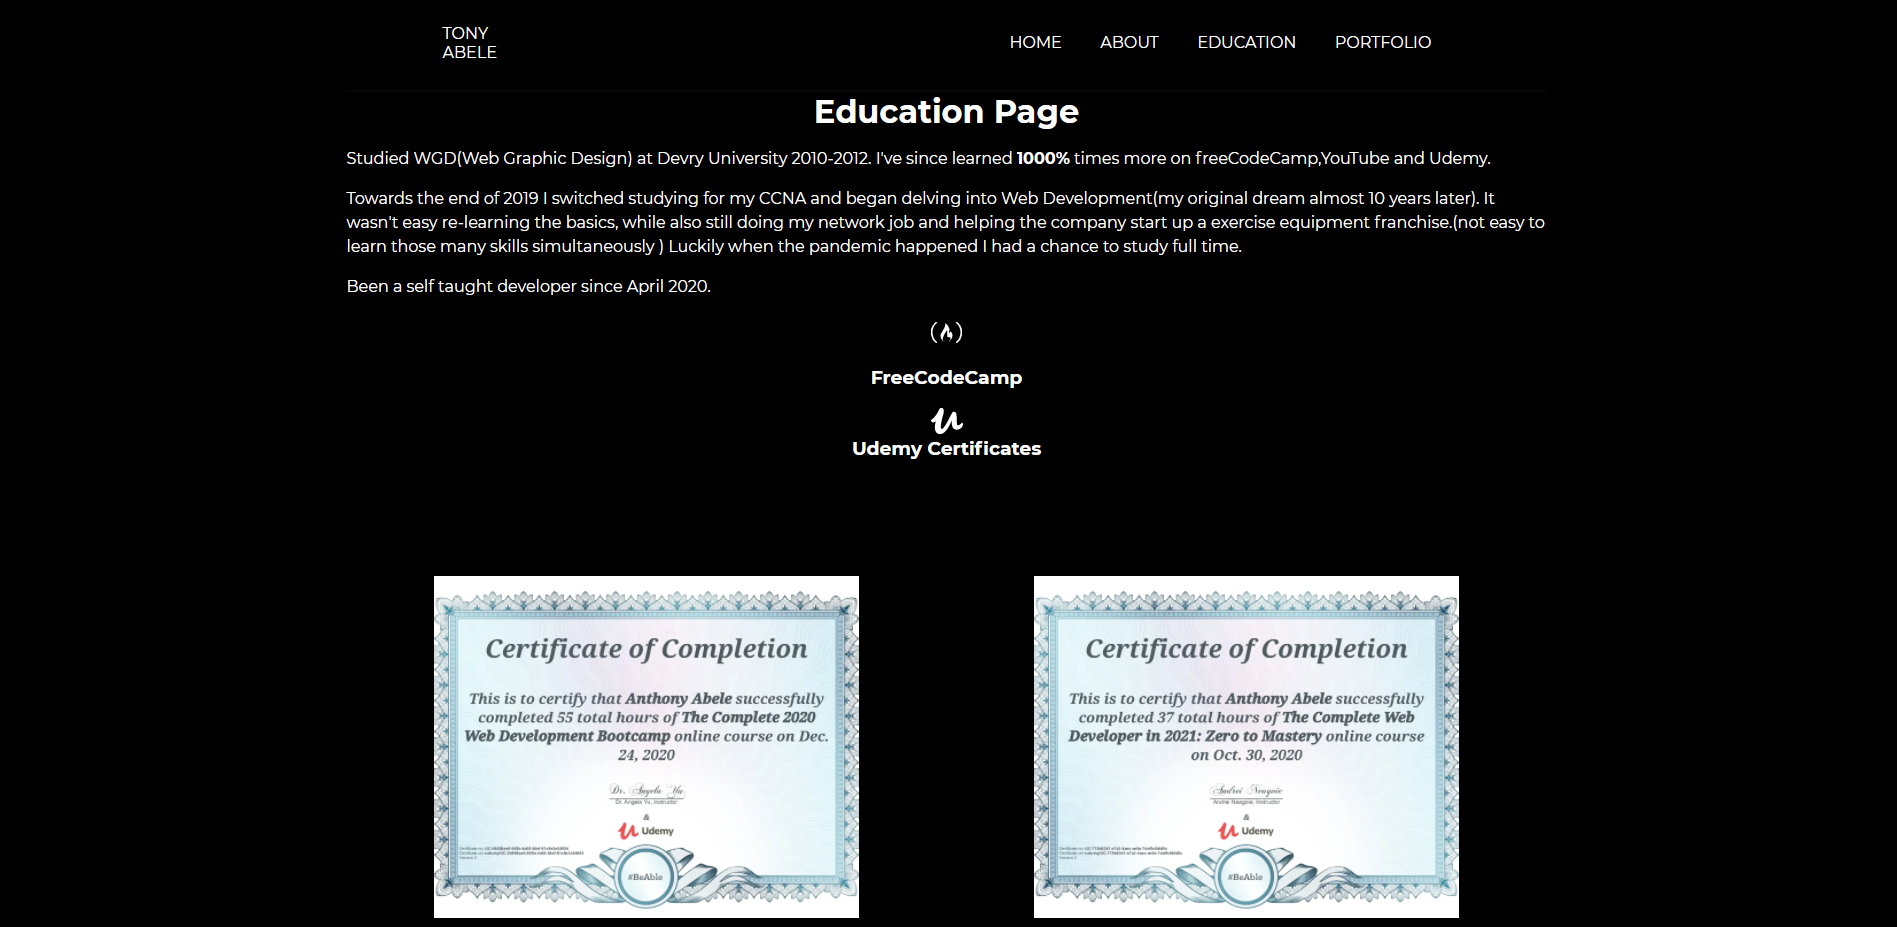 TONY
ABELE
HOME ABOUT EDUCATION PORTFOLIO
Education Page
Studied WGD(Web Graphic Design) at Devry University 2010-2012. I've since learned 1000% times more on freeCodeCamp,YouTube and Udemy.
Towards the end of 2019 I switched studying for my CCNA and began delving into Web Development(my original dream almost 10 years later). It
wasn't easy re-learning the basics, while also still doing my network job and helping the company start up a exercise equipment franchise.(not easy to
learn those many skills simultaneously ) Luckily when the pandemic happened I had a chance to study full time.
Been a self taught developer since April 2020.
FreeCodeCamp
Udemy Certificates
Certificate of Completion
This is to certify that Anthony Abele successfully
completed 55 total hours of The Complete 2020
Web Development Bootcamp online course on Dec.
24, 2020
Dr. Angela Yu
Dr. Angela Yu, Instructor
&
Udemy
#BeAble
Certificate of Completion
This is to certify that Anthony Abele successfully
completed 37 total hours of The Complete Web
Developer in 2021: Zero to Mastery online course
on Oct. 30, 2020
Andrei Neagoie
Andrei Neagoie, Instructor
&
Udemy
#BeAble